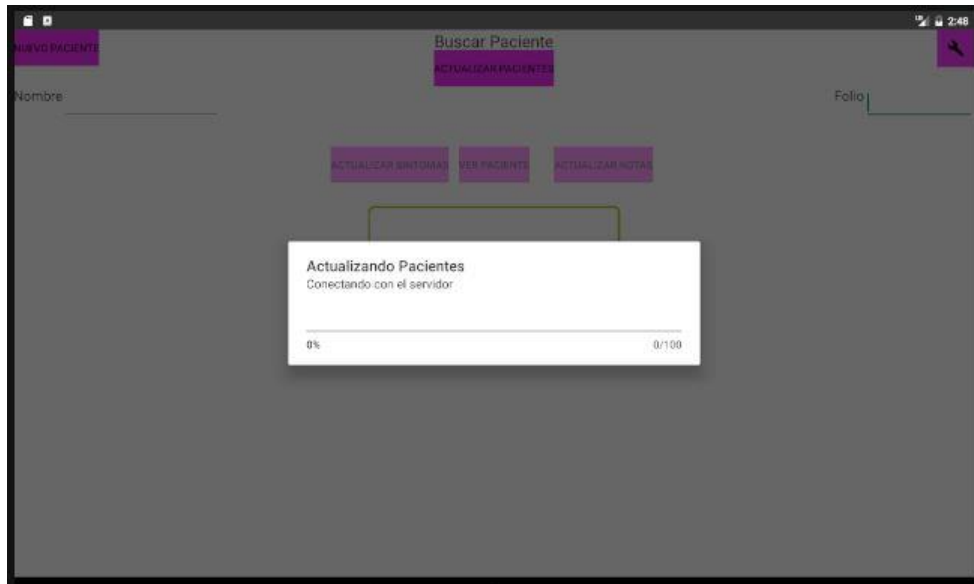 2:48
NUEVO PACIENTE
Buscar Paciente
ACTUALIZAR PACIENTES
Nombre
Folio
ACTUALIZAR SINTOMAS
VER PACIENTE
ACTUALIZAR NOTAS
Actualizando Pacientes
Conectando con el servidor
0%
0/100